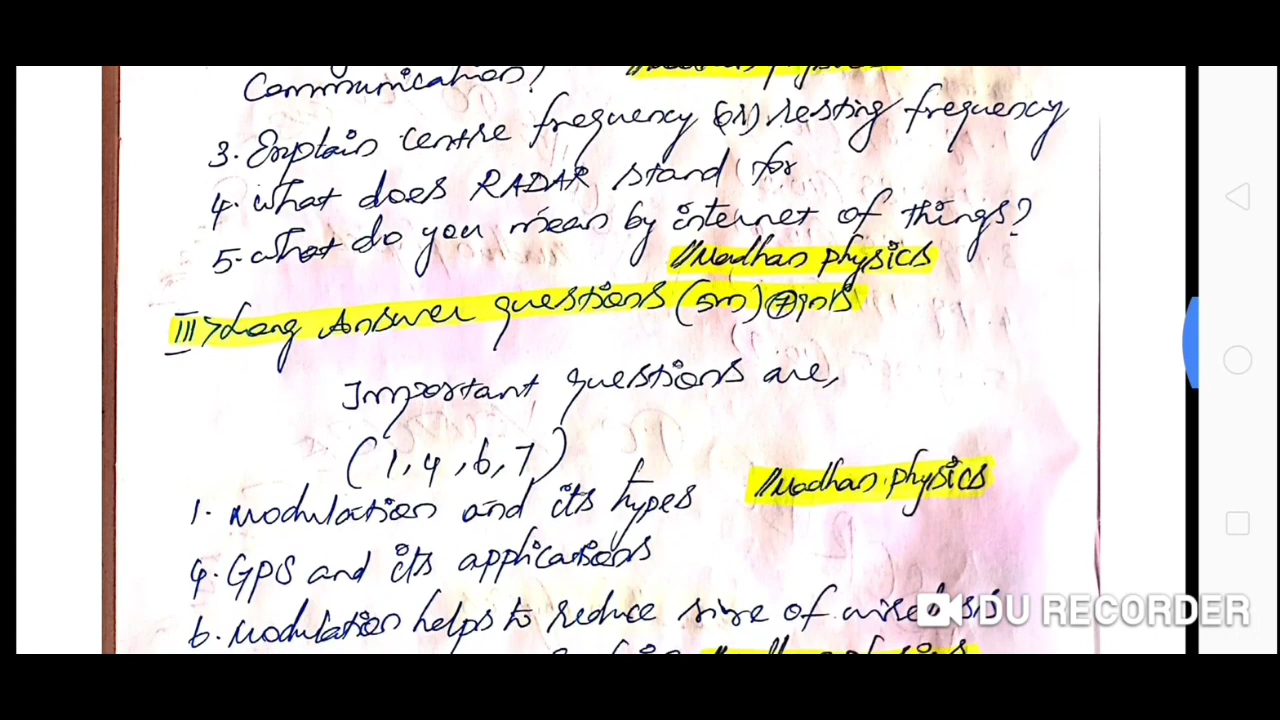 Communication? //Madhan physics
3. Explain centre frequency (or) resting frequency
4. What does RADAR stand for
5. What do you mean by internet of things?
//Madhan physics
III> Long Answer questions (5m)
Important questions are,
(1,4,6,7)
1. Modulation and its types //Madhan physics
4. GPS and its applications
6. Modulation helps to reduce size of
DU RECORDER